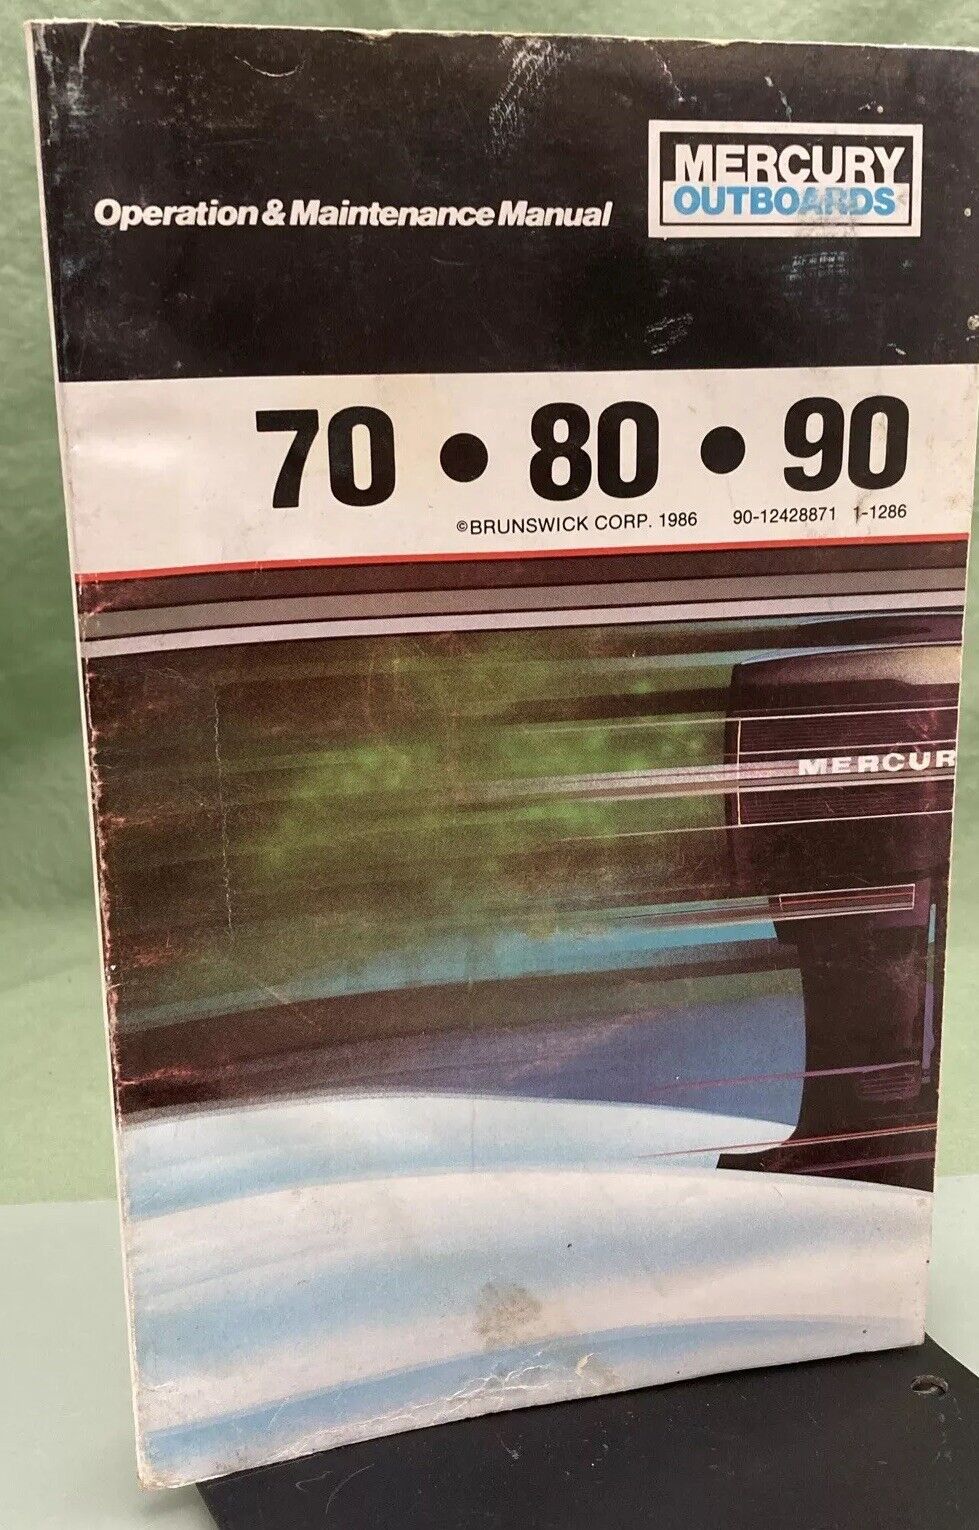 MERCURY
OUTBOARDS
Operation & Maintenance Manual
70 • 80 • 90
©BRUNSWICK CORP. 1986 90-12428871 1-1286
MERCUR